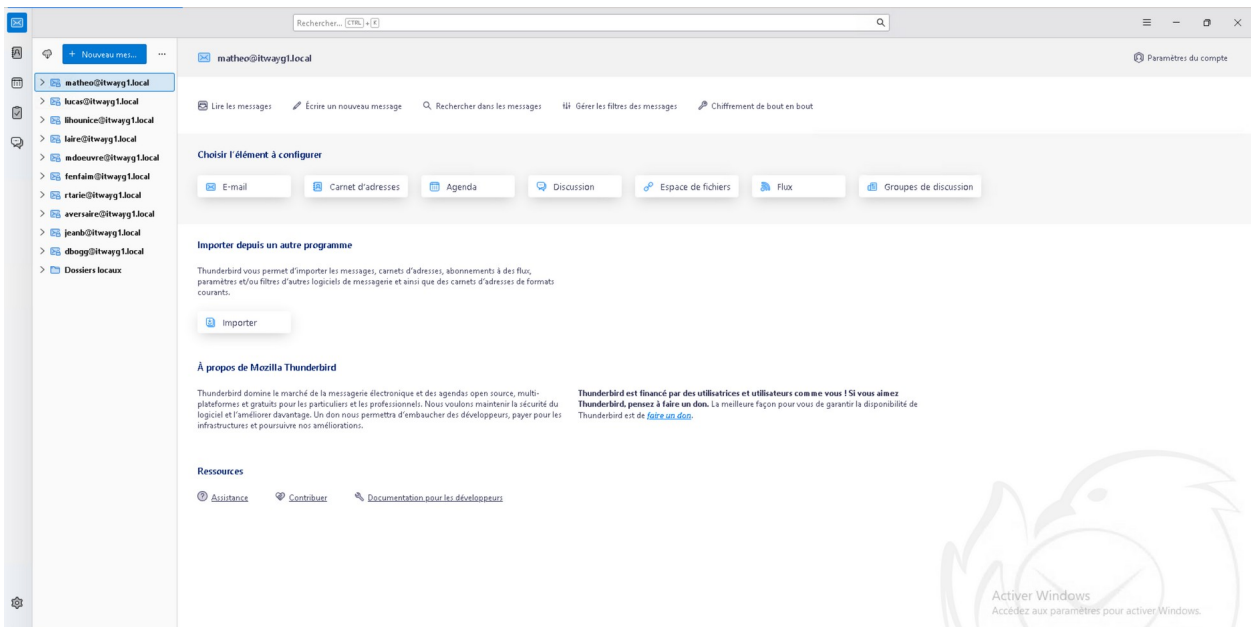 Rechercher... CTRL + K
+ Nouveau mes... ...
matheo@itwayg1.local
lucas@itwayg1.local
lihounice@itwayg1.local
laire@itwayg1.local
mdoeuvre@itwayg1.local
fenfaim@itwayg1.local
rtarie@itwayg1.local
aversaire@itwayg1.local
jeanb@itwayg1.local
dbogg@itwayg1.local
Dossiers locaux
matheo@itwayg1.local
Paramètres du compte
Lire les messages Écrire un nouveau message Rechercher dans les messages Gérer les filtres des messages Chiffrement de bout en bout
Choisir l'élément à configurer
E-mail Carnet d'adresses Agenda Discussion Espace de fichiers Flux Groupes de discussion
Importer depuis un autre programme
Thunderbird vous permet d'importer les messages, carnets d'adresses, abonnements à des flux,
paramètres et/ou filtres d'autres logiciels de messagerie et ainsi que des carnets d'adresses de formats
courants.
Importer
À propos de Mozilla Thunderbird
Thunderbird domine le marché de la messagerie électronique et des agendas open source, multi-
plateformes et gratuits pour les particuliers et les professionnels. Nous voulons maintenir la sécurité du
logiciel et l'améliorer davantage. Un don nous permettra d'embaucher des développeurs, payer pour les
infrastructures et poursuivre nos améliorations.
Thunderbird est financé par des utilisatrices et utilisateurs comme vous ! Si vous aimez
Thunderbird, pensez à faire un don. La meilleure façon pour vous de garantir la disponibilité de
Thunderbird est de faire un don.
Ressources
Assistance Contribuer Documentation pour les développeurs
Activer Windows
Accédez aux paramètres pour activer Windows.